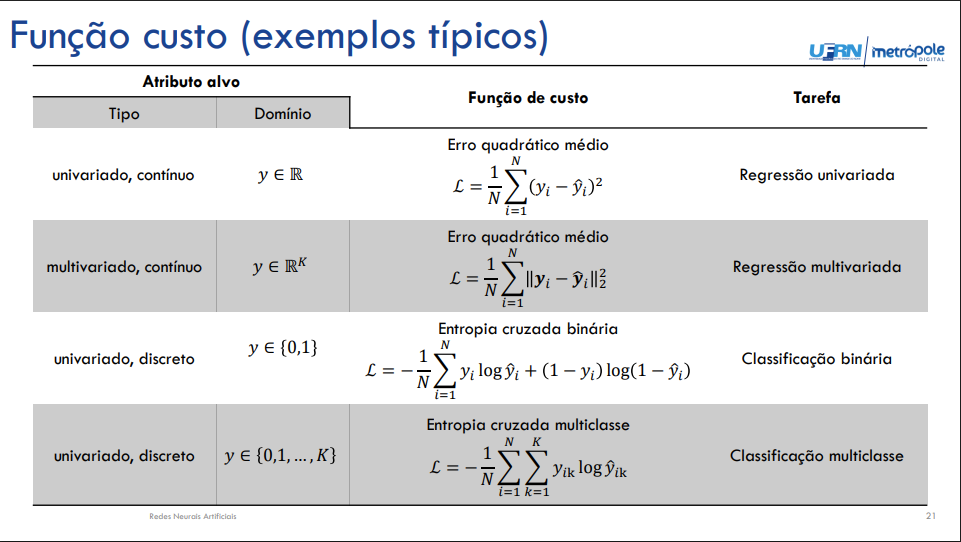 Função custo (exemplos típicos)
UFRN metrópole
DIGITAL
Atributo alvo
Função de custo
Tarefa
Tipo
Domínio
univariado, contínuo
y ∈ ℝ
Erro quadrático médio
ℒ = 1/N ∑_{i=1}^{N} (y_i − ŷ_i)²
Regressão univariada
multivariado, contínuo
y ∈ ℝ^K
Erro quadrático médio
ℒ = 1/N ∑_{i=1}^{N} ‖𝒚_i − 𝒚̂_i‖₂²
Regressão multivariada
univariado, discreto
y ∈ {0,1}
Entropia cruzada binária
ℒ = − 1/N ∑_{i=1}^{N} y_i log ŷ_i + (1 − y_i) log(1 − ŷ_i)
Classificação binária
univariado, discreto
y ∈ {0,1, … , K}
Entropia cruzada multiclasse
ℒ = − 1/N ∑_{i=1}^{N} ∑_{k=1}^{K} y_{ik} log ŷ_{ik}
Classificação multiclasse
Redes Neurais Artificiais
21